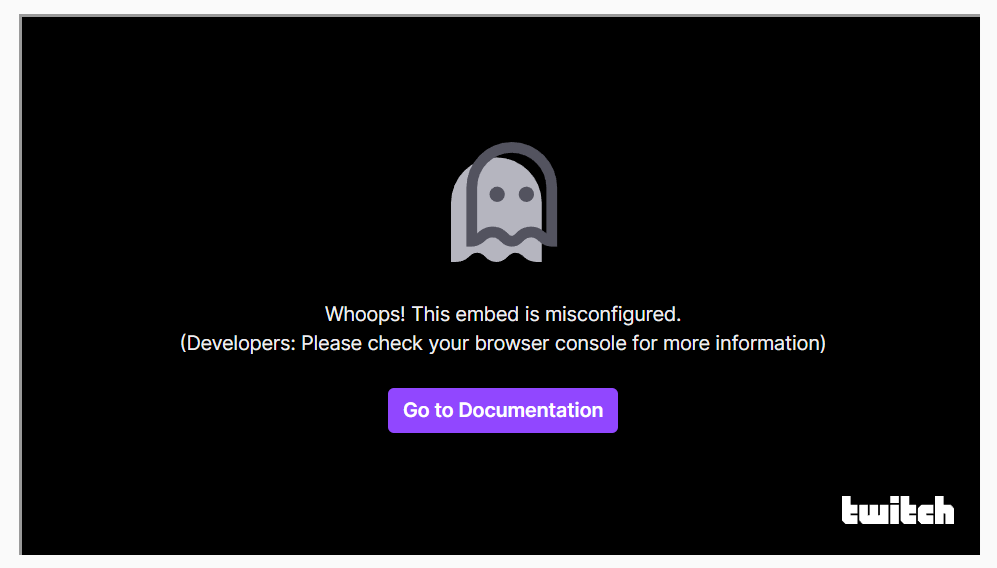 Whoops! This embed is misconfigured.
(Developers: Please check your browser console for more information)
Go to Documentation
twitch